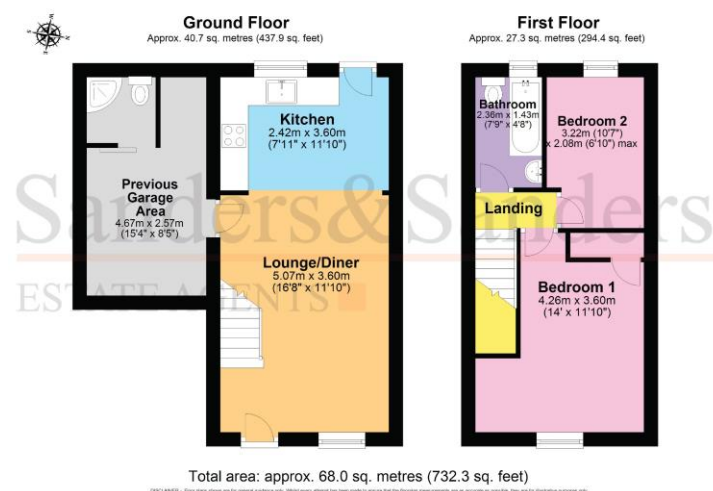 Ground Floor
Approx. 40.7 sq. metres (437.9 sq. feet)
First Floor
Approx. 27.3 sq. metres (294.4 sq. feet)
Kitchen
2.42m x 3.60m
(7'11" x 11'10")
Previous
Garage
Area
4.67m x 2.57m
(15'4" x 8'5")
Lounge/Diner
5.07m x 3.60m
(16'8" x 11'10")
Bathroom
2.36m x 1.43m
(7'9" x 4'8")
Bedroom 2
3.22m (10'7")
x 2.08m (6'10") max
Landing
Bedroom 1
4.26m x 3.60m
(14' x 11'10")
Sanders&Sanders
ESTATE AGENTS
Total area: approx. 68.0 sq. metres (732.3 sq. feet)